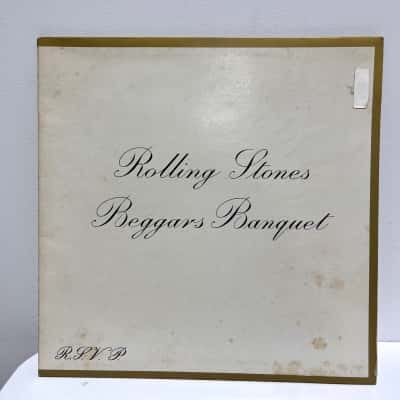 Rolling Stones
Beggars Banquet
R.S.V.P